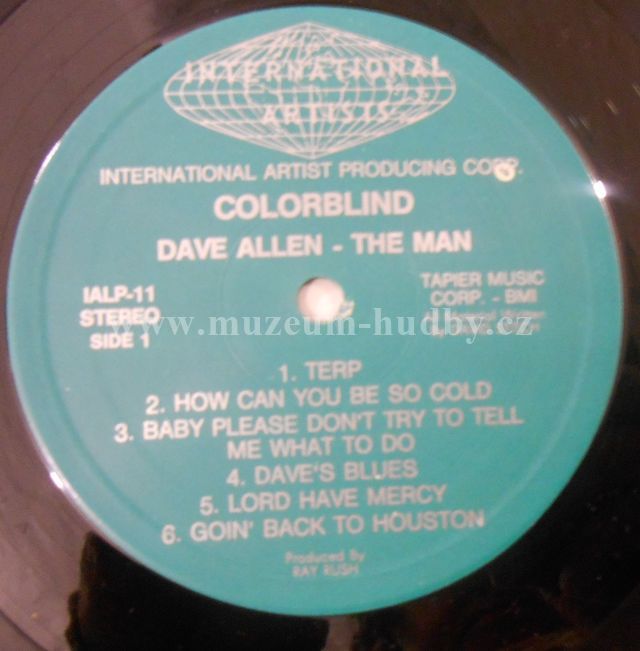 INTERNATIONAL
ARTISTS
INTERNATIONAL ARTIST PRODUCING CORP.
COLORBLIND
DAVE ALLEN - THE MAN
IALP-11
STEREO
SIDE 1
TAPIER MUSIC
CORP. - BMI
www.muzeum-hudby.cz
1. TERP
2. HOW CAN YOU BE SO COLD
3. BABY PLEASE DON'T TRY TO TELL
ME WHAT TO DO
4. DAVE'S BLUES
5. LORD HAVE MERCY
6. GOIN' BACK TO HOUSTON
Produced By
RAY RUSH